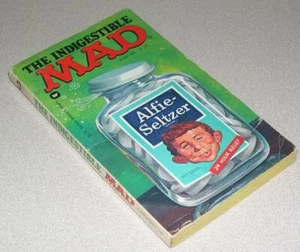 THE INDIGESTIBLE
MAD
Alfie-
Seltzer
THE INDIGESTIBLE MAD